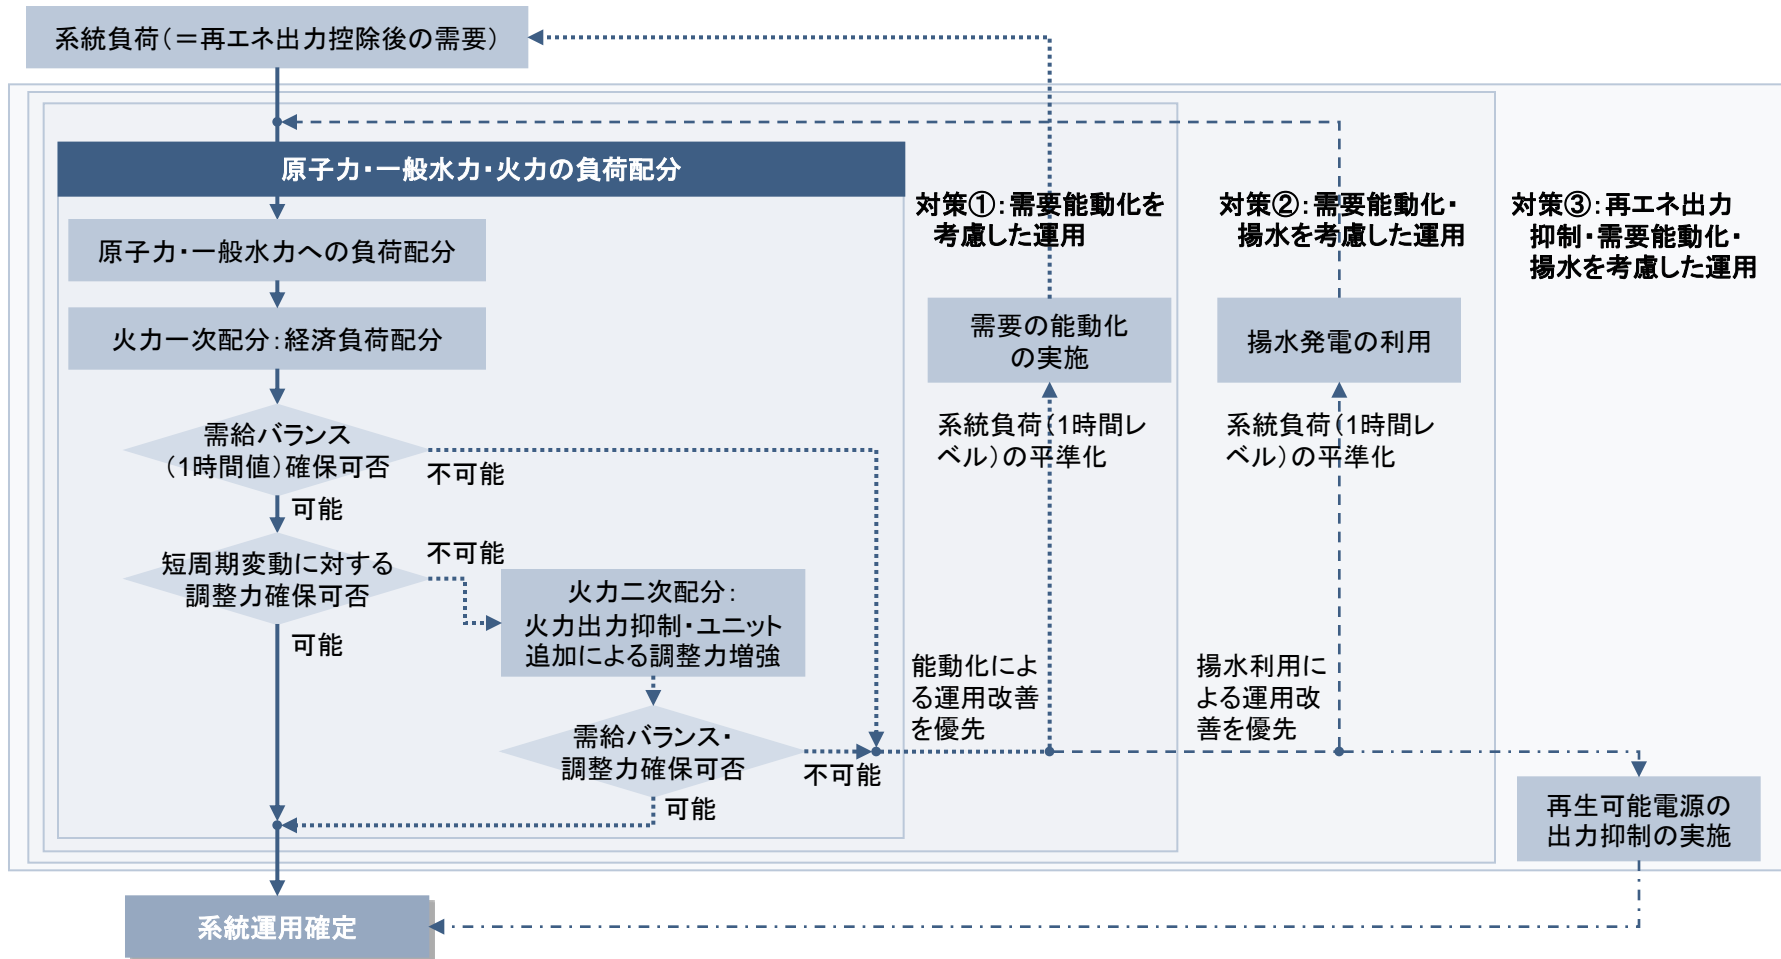 系統負荷(＝再エネ出力控除後の需要)
原子力・一般水力・火力の負荷配分
原子力・一般水力への負荷配分
火力一次配分：経済負荷配分
需給バランス
(1時間値)確保可否
不可能
可能
短周期変動に対する
調整力確保可否
不可能
可能
火力二次配分：
火力出力抑制・ユニット
追加による調整力増強
需給バランス・
調整力確保可否
不可能
可能
対策①：需要能動化を
考慮した運用
需要の能動化
の実施
系統負荷(1時間レ
ベル)の平準化
能動化によ
る運用改善
を優先
対策②：需要能動化・
揚水を考慮した運用
揚水発電の利用
系統負荷(1時間レ
ベル)の平準化
揚水利用に
よる運用改
善を優先
対策③：再エネ出力
抑制・需要能動化・
揚水を考慮した運用
再生可能電源の
出力抑制の実施
系統運用確定